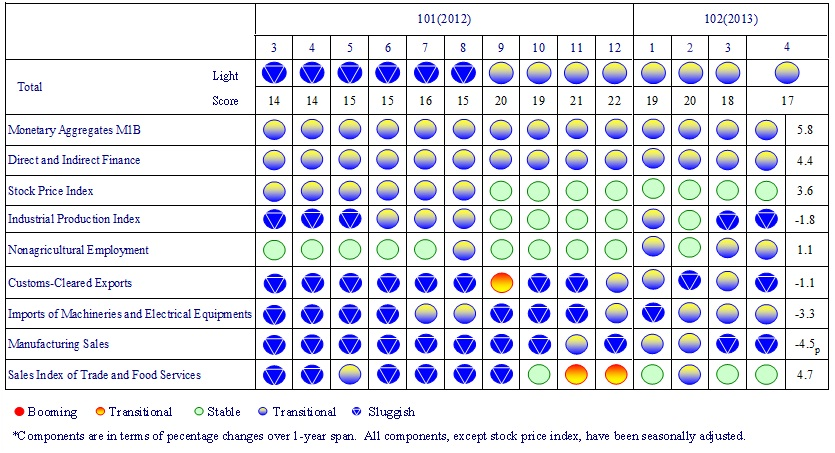 101(2012) 102(2013)
3 4 5 6 7 8 9 10 11 12 1 2 3 4
Total Light
Score 14 14 15 15 16 15 20 19 21 22 19 20 18 17
Monetary Aggregates M1B 5.8
Direct and Indirect Finance 4.4
Stock Price Index 3.6
Industrial Production Index -1.8
Nonagricultural Employment 1.1
Customs-Cleared Exports -1.1
Imports of Machineries and Electrical Equipments -3.3
Manufacturing Sales -4.5p
Sales Index of Trade and Food Services 4.7
Booming Transitional Stable Transitional Sluggish
*Components are in terms of pecentage changes over 1-year span. All components, except stock price index, have been seasonally adjusted.